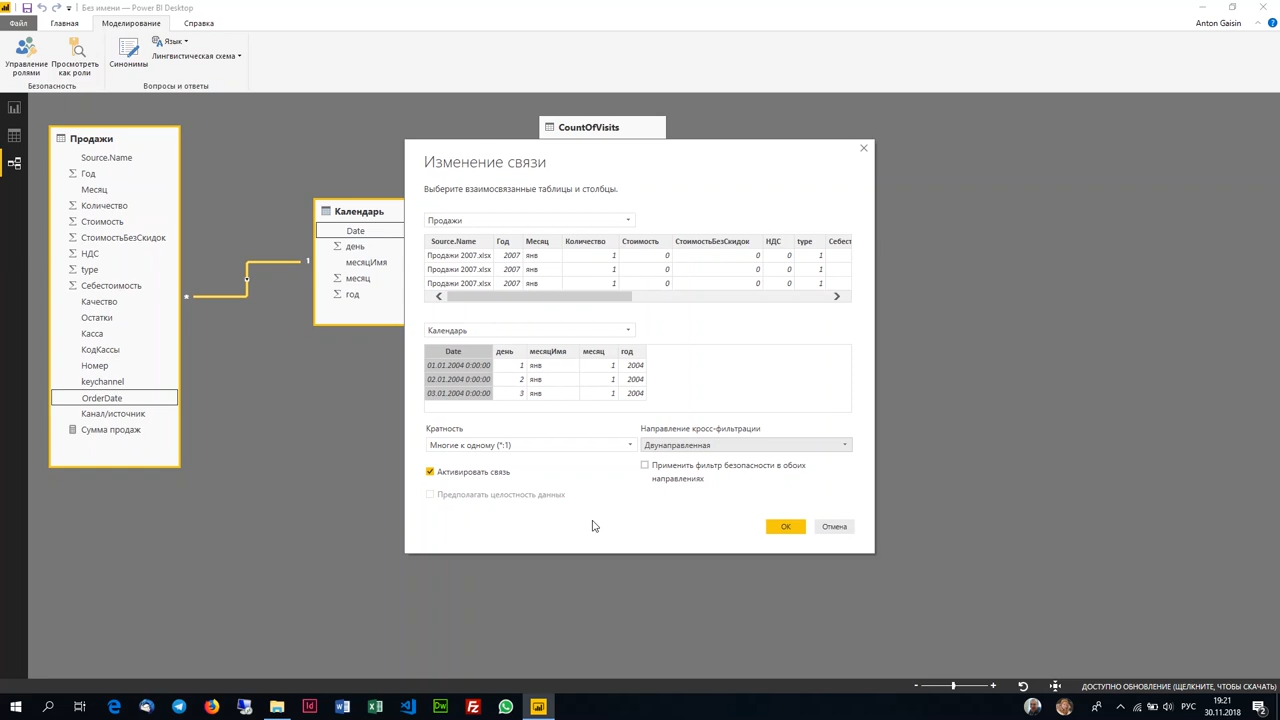 Без имени — Power BI Desktop
Файл Главная Моделирование Справка
Anton Gaisin
Управление ролями
Просмотреть как роли
Синонимы
Язык
Лингвистическая схема
Безопасность
Вопросы и ответы
Продажи
Source.Name
Год
Месяц
Количество
Стоимость
СтоимостьБезСкидок
НДС
type
Себестоимость
Качество
Остатки
Касса
КодКассы
Номер
keychannel
OrderDate
Канал/источник
Сумма продаж
*
1
Календарь
Date
день
месяцИмя
месяц
год
CountOfVisits
Изменение связи
Выберите взаимосвязанные таблицы и столбцы.
Продажи
Source.Name Год Месяц Количество Стоимость СтоимостьБезСкидок НДС type Себест
Продажи 2007.xlsx 2007 янв 1 0 0 0 1
Продажи 2007.xlsx 2007 янв 1 0 0 0 1
Продажи 2007.xlsx 2007 янв 1 0 0 0 1
Календарь
Date день месяцИмя месяц год
01.01.2004 0:00:00 1 янв 1 2004
02.01.2004 0:00:00 2 янв 1 2004
03.01.2004 0:00:00 3 янв 1 2004
Кратность
Многие к одному (*:1)
Направление кросс-фильтрации
Двунаправленная
Активировать связь
Применить фильтр безопасности в обоих
направлениях
Предполагать целостность данных
ОК Отмена
ДОСТУПНО ОБНОВЛЕНИЕ (ЩЕЛКНИТЕ, ЧТОБЫ СКАЧАТЬ)
РУС
19:21
30.11.2018